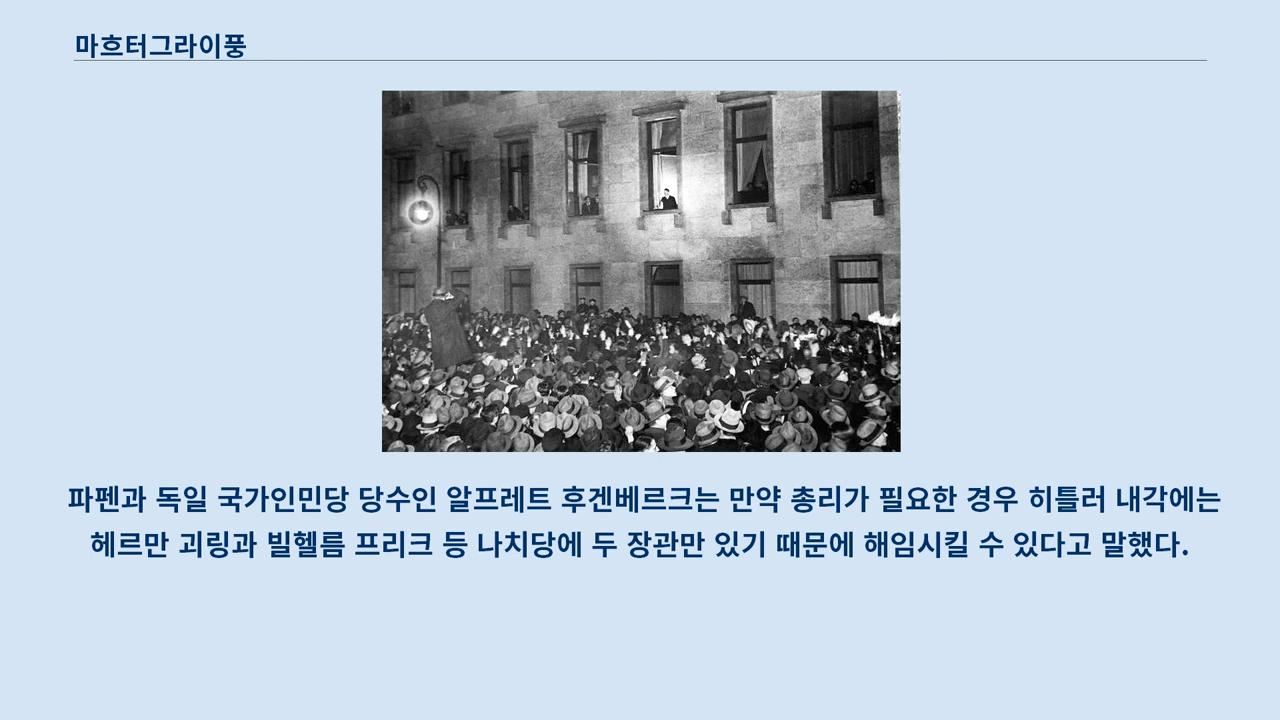 마흐터그라이풍
파펜과 독일 국가인민당 당수인 알프레트 후겐베르크는 만약 총리가 필요한 경우 히틀러 내각에는
헤르만 괴링과 빌헬름 프리크 등 나치당에 두 장관만 있기 때문에 해임시킬 수 있다고 말했다.